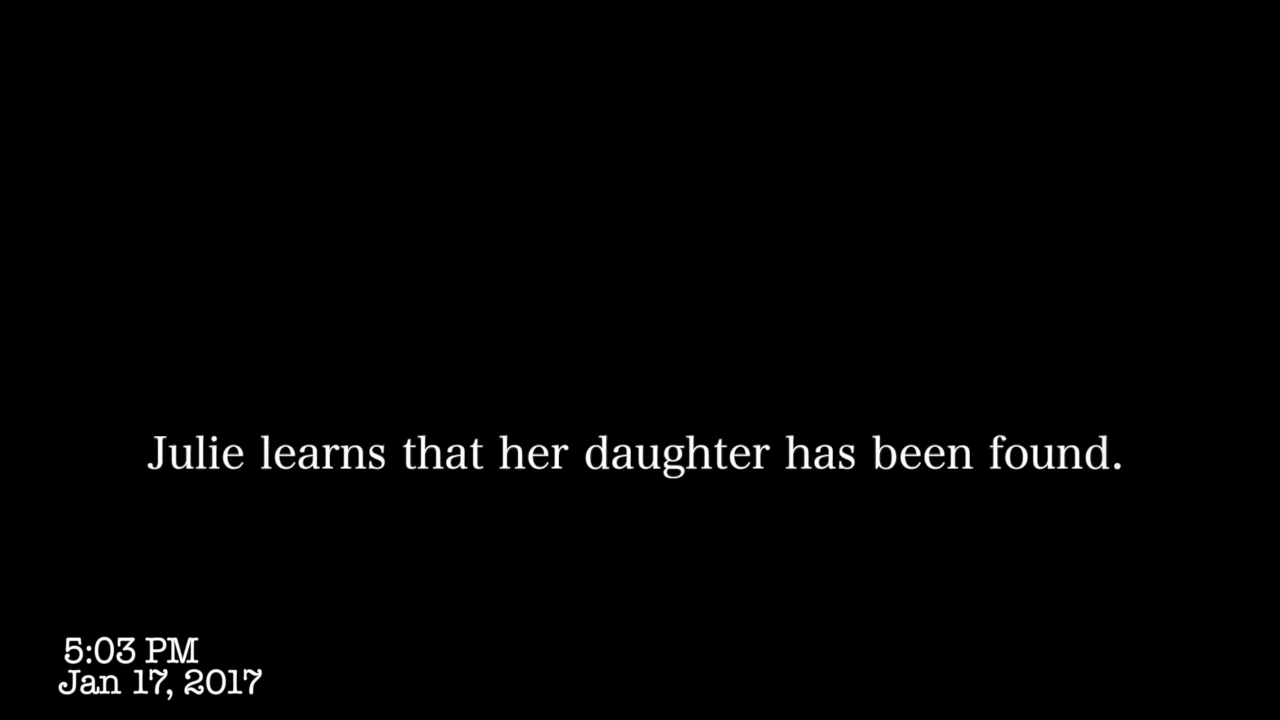 Julie learns that her daughter has been found.
5:03 PM
Jan 17, 2017